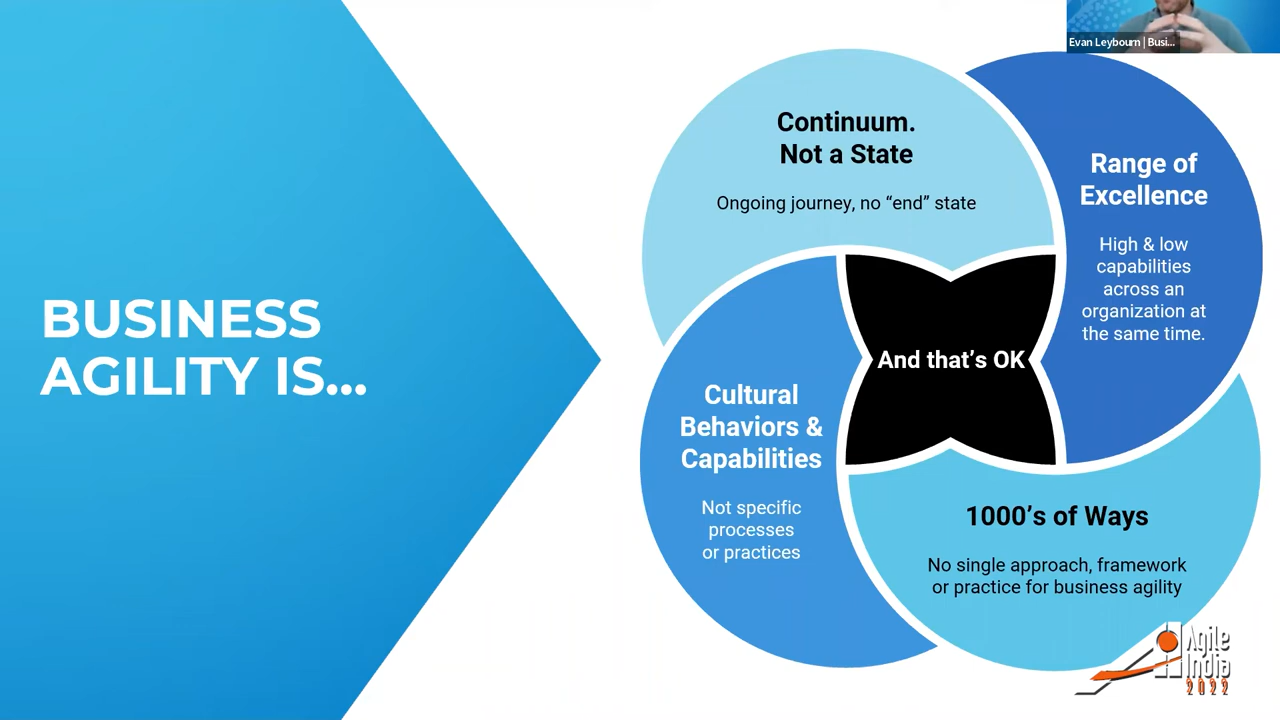 Evan Leybourn | Busi...
BUSINESS
AGILITY IS...
Continuum.
Not a State
Ongoing journey, no “end” state
Range of
Excellence
High & low
capabilities
across an
organization at
the same time.
And that’s OK
Cultural
Behaviors &
Capabilities
Not specific
processes
or practices
1000’s of Ways
No single approach, framework
or practice for business agility
Agile
India
2022